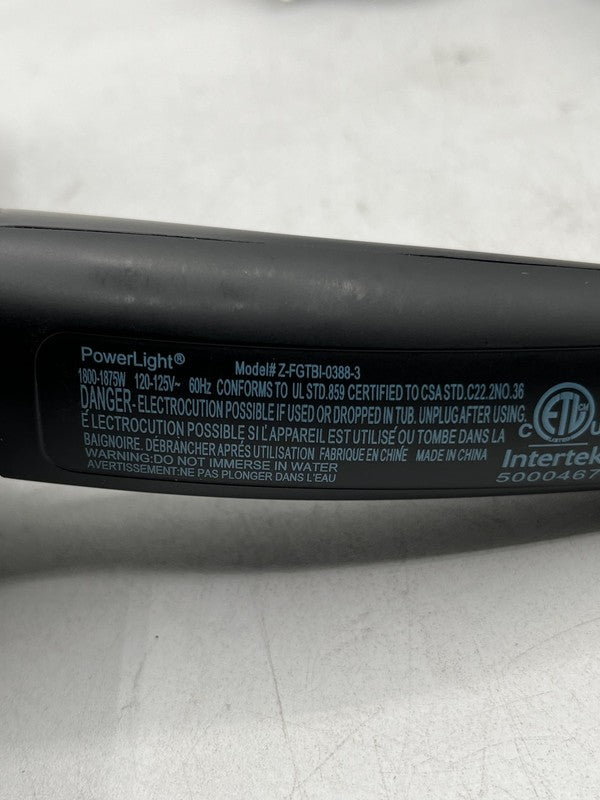 PowerLight® Model# Z-FGTBI-0388-3
1800-1875W 120-125V~ 60Hz CONFORMS TO UL STD.859 CERTIFIED TO CSA STD. C22.2NO.36
DANGER- ELECTROCUTION POSSIBLE IF USED OR DROPPED IN TUB. UNPLUG AFTER USING.
É LECTROCUTION POSSIBLE SI L'APPAREIL EST UTILISÉ OU TOMBE DANS LA
BAIGNOIRE. DÉBRANCHER APRÉS UTILISATION FABRIQUE EN CHINE MADE IN CHINA
WARNING:DO NOT IMMERSE IN WATER
AVERTISSEMENT:NE PAS PLONGER DANS L'EAU
ETL
LISTED
C U
Intertek
5000467